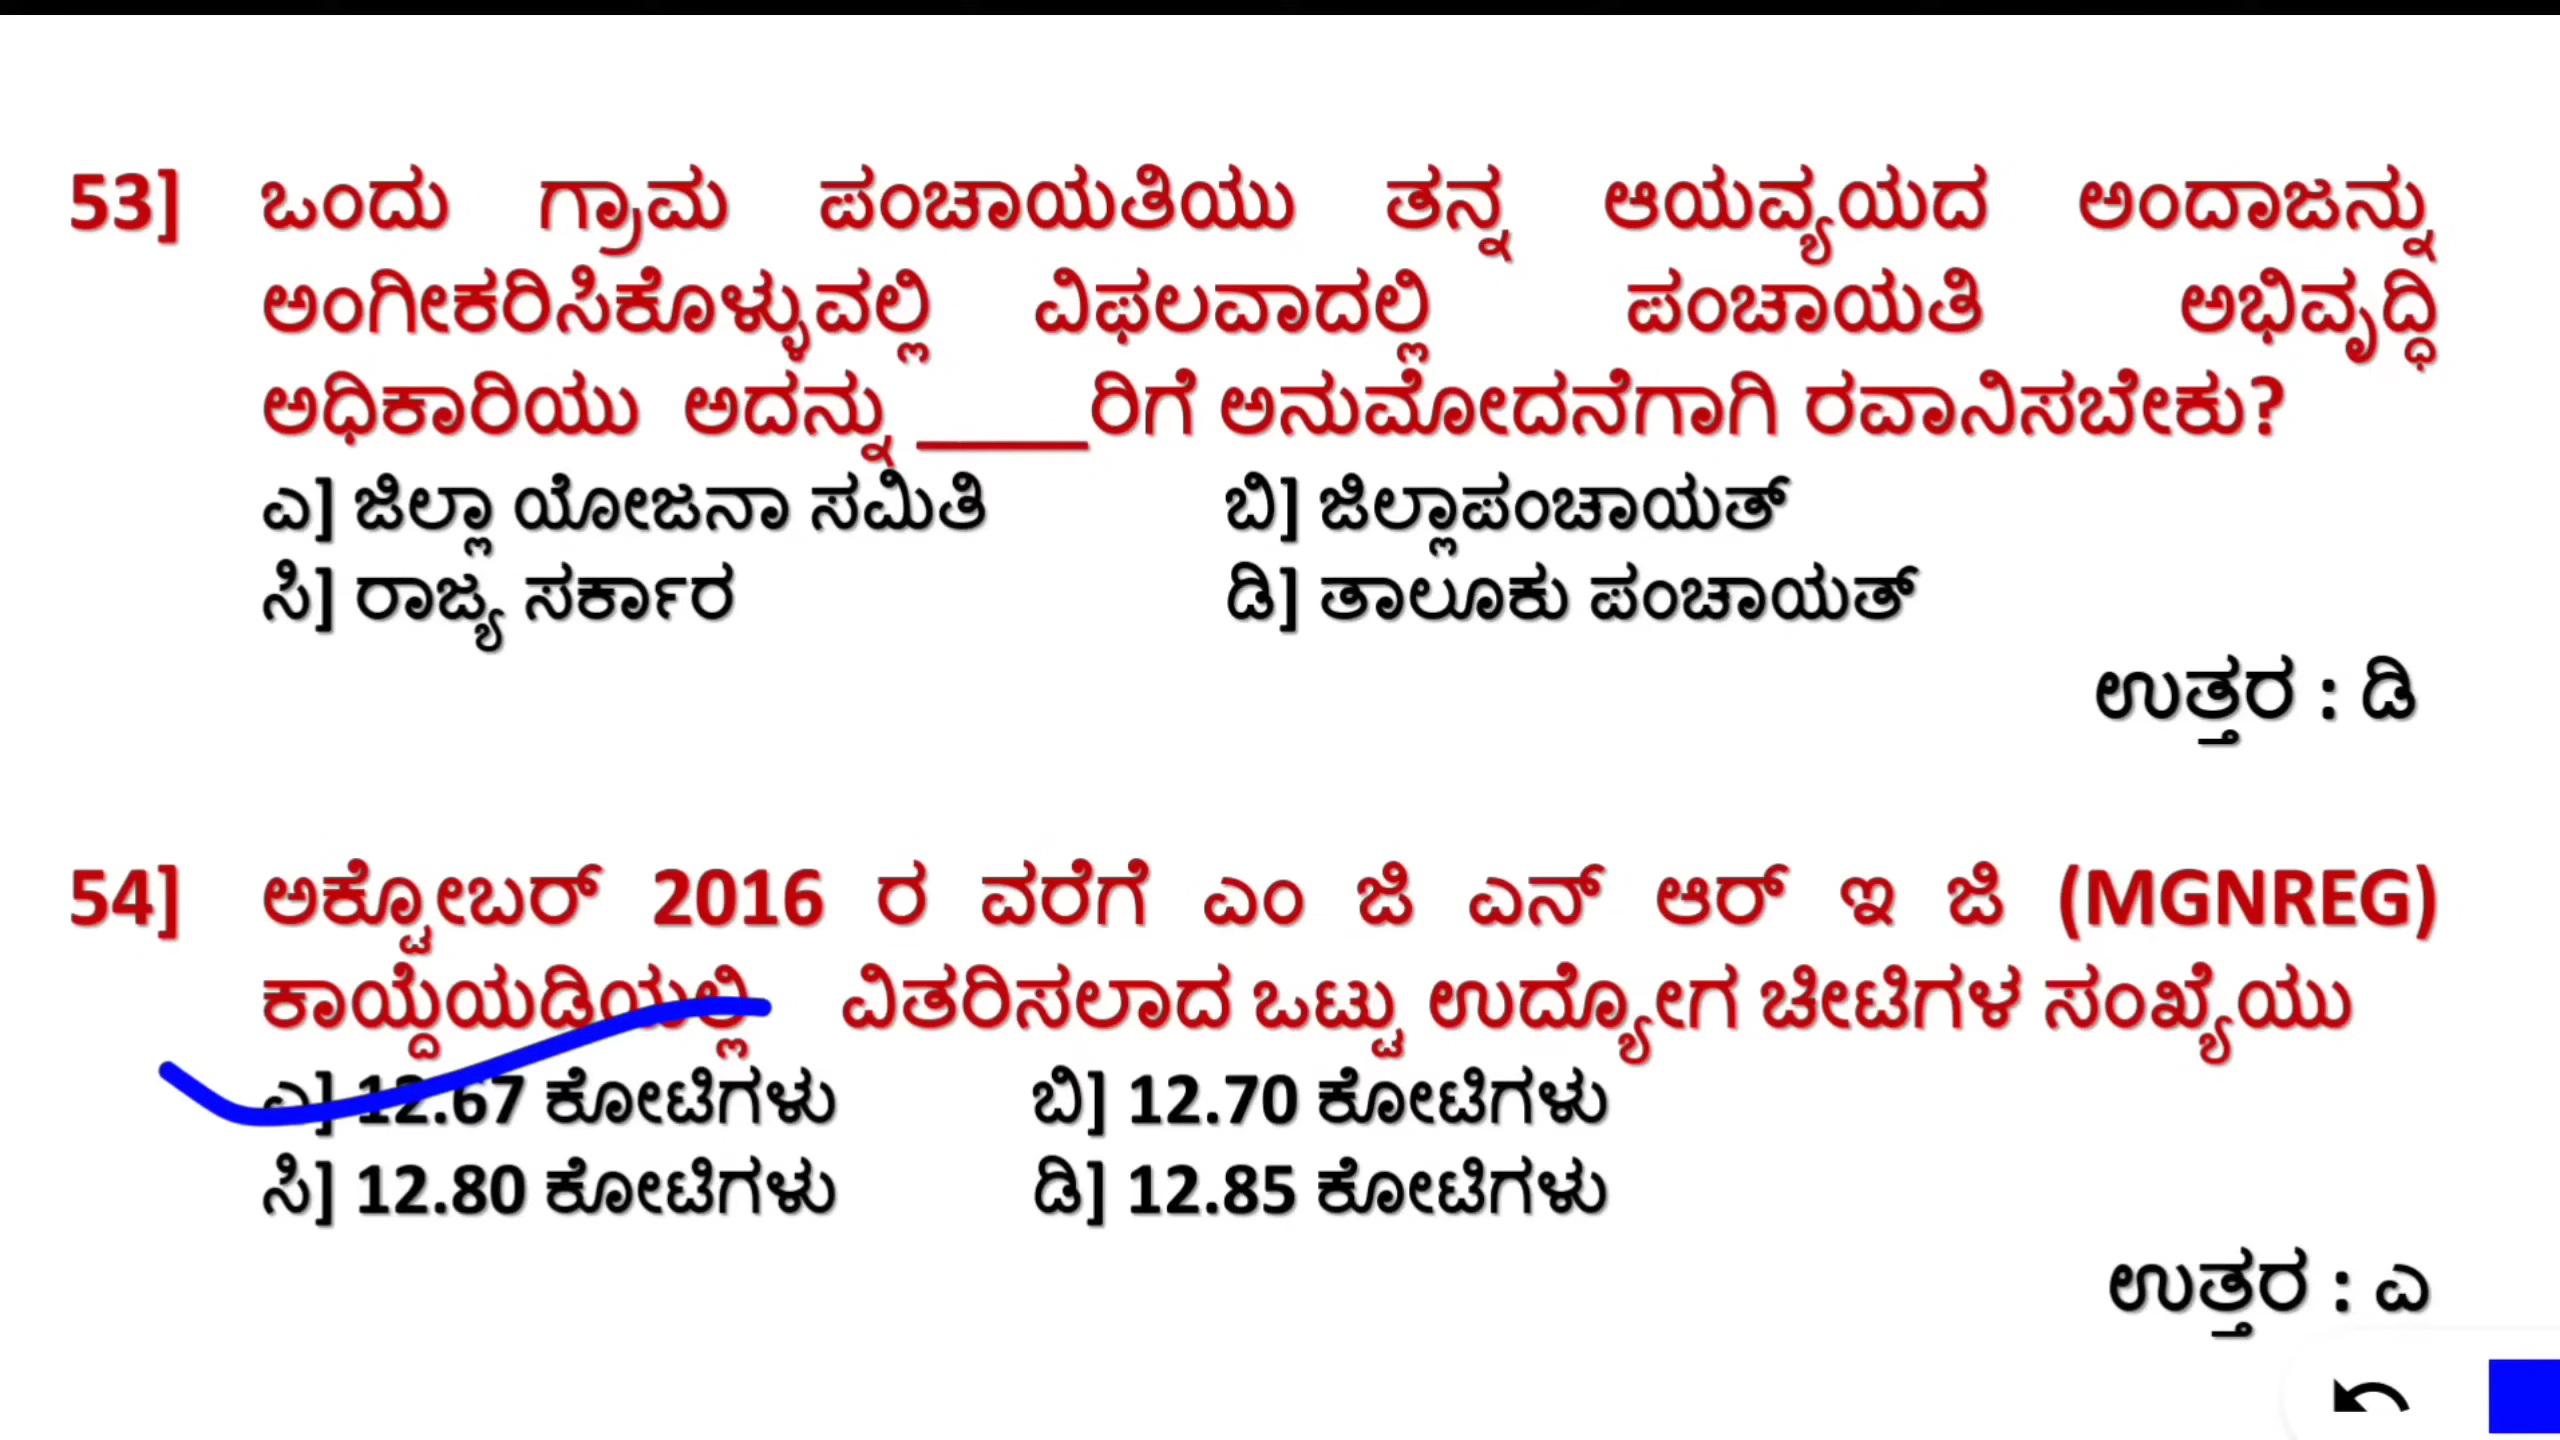 53] ಒಂದು ಗ್ರಾಮ ಪಂಚಾಯತಿಯು ತನ್ನ ಆಯವ್ಯಯದ ಅಂದಾಜನ್ನು
ಅಂಗೀಕರಿಸಿಕೊಳ್ಳುವಲ್ಲಿ ವಿಫಲವಾದಲ್ಲಿ ಪಂಚಾಯತಿ ಅಭಿವೃದ್ಧಿ
ಅಧಿಕಾರಿಯು ಅದನ್ನು _____ರಿಗೆ ಅನುಮೋದನೆಗಾಗಿ ರವಾನಿಸಬೇಕು?
ಎ] ಜಿಲ್ಲಾ ಯೋಜನಾ ಸಮಿತಿ ಬಿ] ಜಿಲ್ಲಾಪಂಚಾಯತ್
ಸಿ] ರಾಜ್ಯ ಸರ್ಕಾರ ಡಿ] ತಾಲೂಕು ಪಂಚಾಯತ್
ಉತ್ತರ : ಡಿ
54] ಅಕ್ಟೋಬರ್ 2016 ರ ವರೆಗೆ ಎಂ ಜಿ ಎನ್ ಆರ್ ಇ ಜಿ (MGNREG)
ಕಾಯ್ದೆಯಡಿಯಲ್ಲಿ ವಿತರಿಸಲಾದ ಒಟ್ಟು ಉದ್ಯೋಗ ಚೀಟಿಗಳ ಸಂಖ್ಯೆಯು
ಎ] 12.67 ಕೋಟಿಗಳು ಬಿ] 12.70 ಕೋಟಿಗಳು
ಸಿ] 12.80 ಕೋಟಿಗಳು ಡಿ] 12.85 ಕೋಟಿಗಳು
ಉತ್ತರ : ಎ